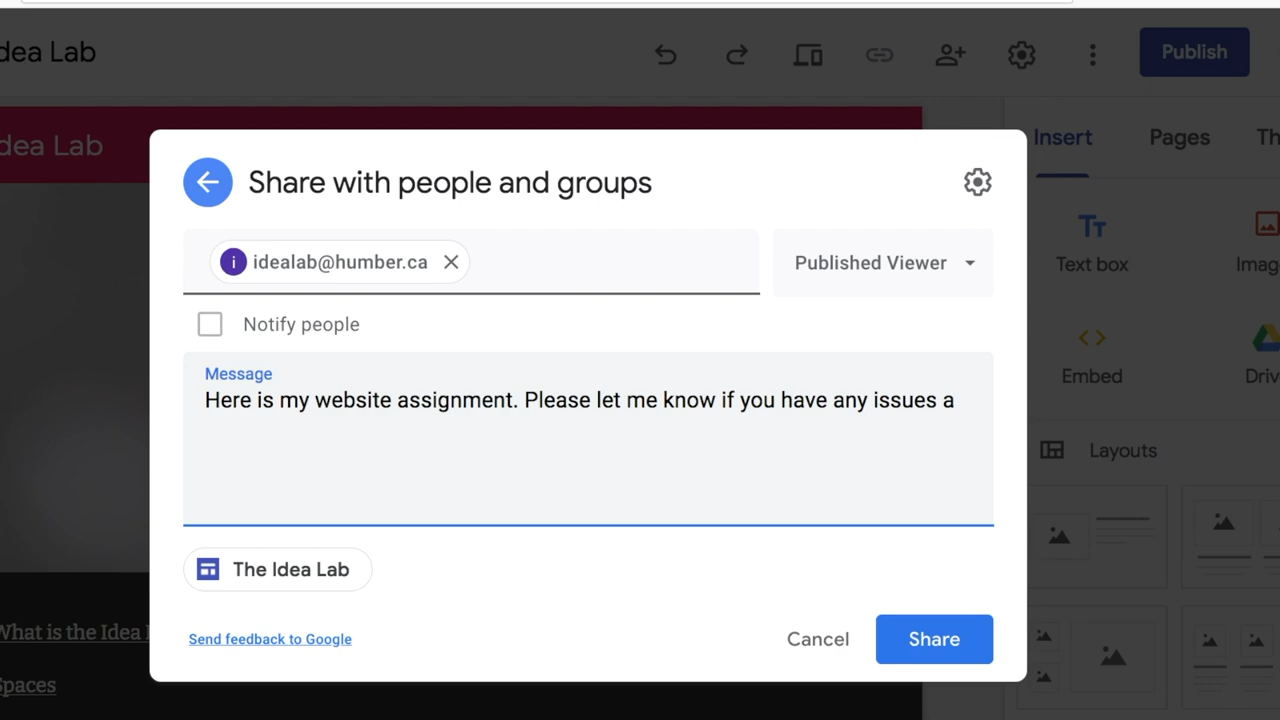 dea Lab
Publish
dea Lab
Insert
Pages
Th
Share with people and groups
i
idealab@humber.ca
Published Viewer
Tt
Text box
Imag
Notify people
Message
Here is my website assignment. Please let me know if you have any issues a
Embed
Driv
Layouts
The Idea Lab
Send feedback to Google
Cancel
Share
What is the Idea
Spaces